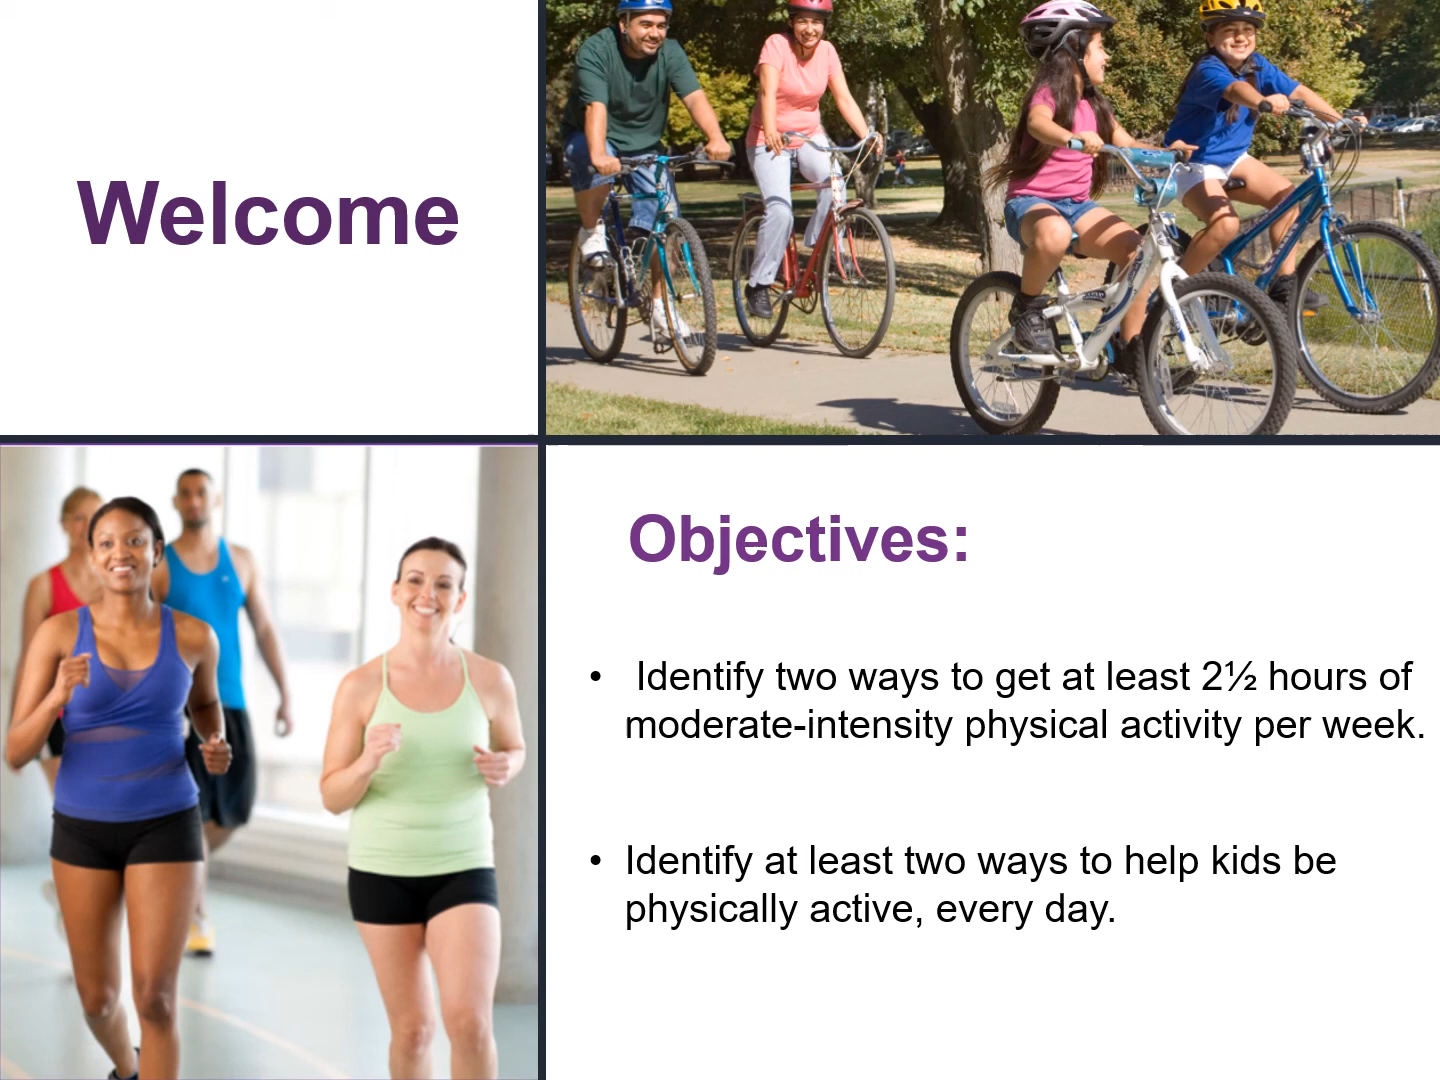 Welcome
Objectives:
• Identify two ways to get at least 2½ hours of
moderate-intensity physical activity per week.
• Identify at least two ways to help kids be
physically active, every day.